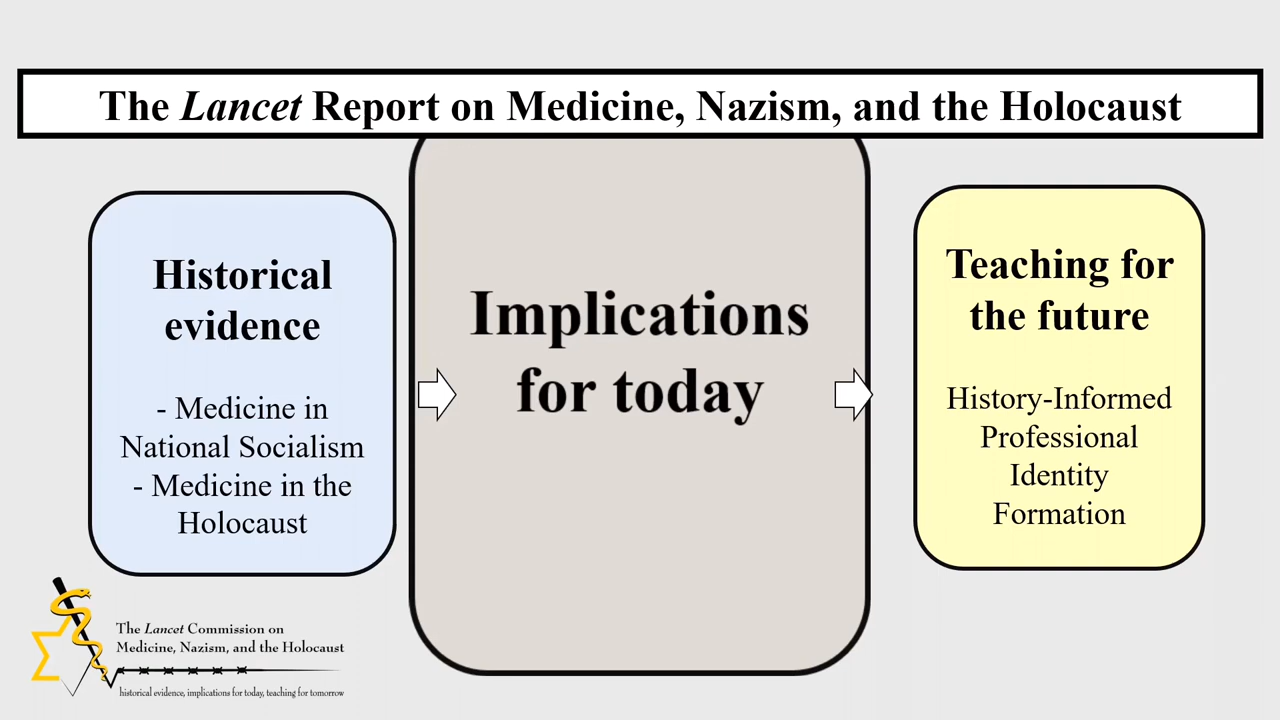 The Lancet Report on Medicine, Nazism, and the Holocaust
Historical
evidence
- Medicine in
National Socialism
- Medicine in the
Holocaust
Implications
for today
Teaching for
the future
History-Informed
Professional
Identity
Formation
The Lancet Commission on
Medicine, Nazism, and the Holocaust
historical evidence, implications for today, teaching for tomorrow